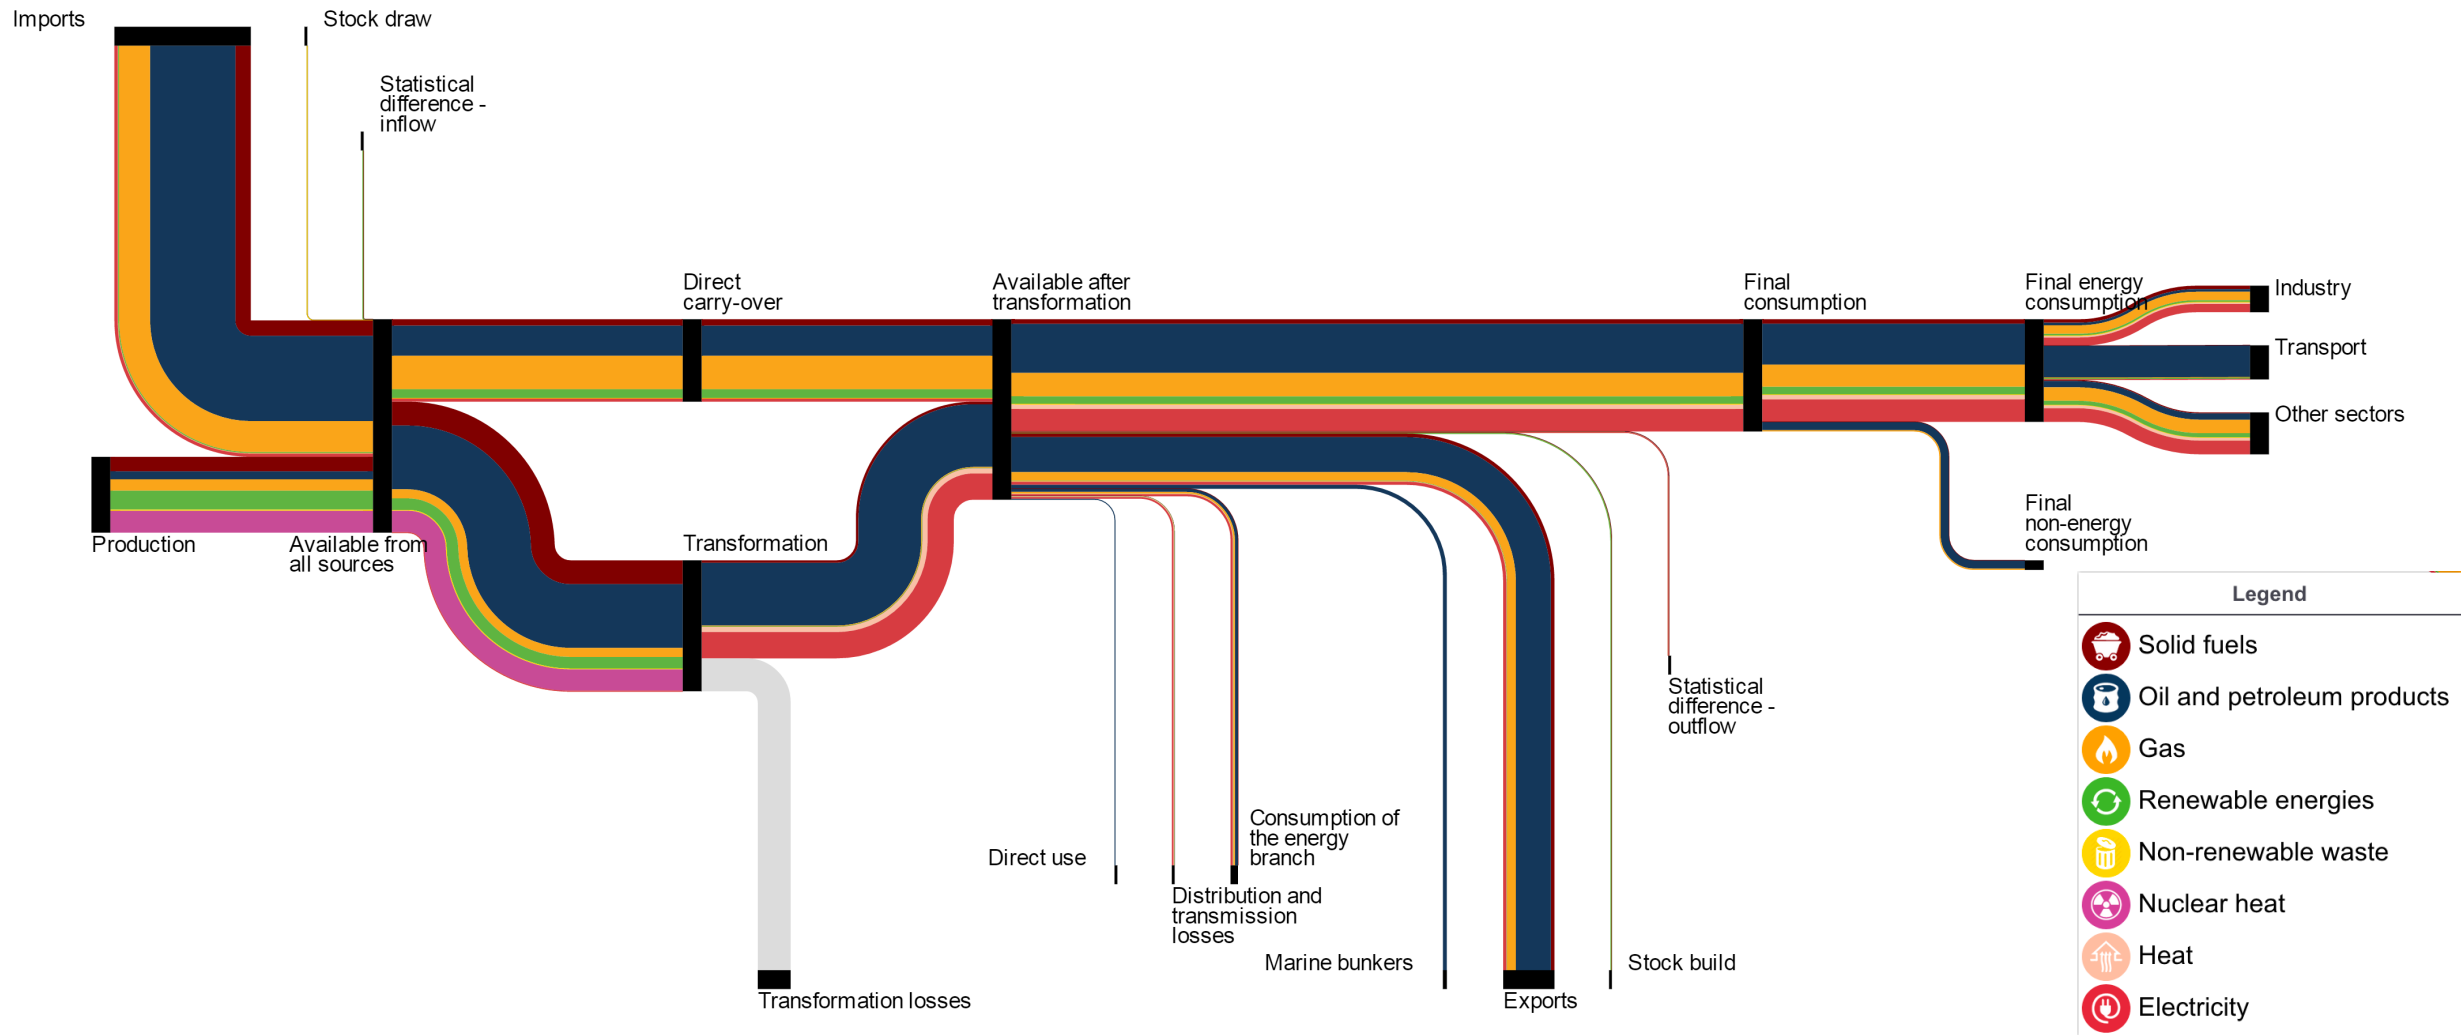 Imports
Stock draw
Statistical
difference -
inflow
Direct
carry-over
Available after
transformation
Final
consumption
Final energy
consumption
Industry
Transport
Other sectors
Production
Available from
all sources
Transformation
Final
non-energy
consumption
Statistical
difference -
outflow
Direct use
Consumption of
the energy
branch
Distribution and
transmission
losses
Marine bunkers
Stock build
Transformation losses
Exports
Legend
Solid fuels
Oil and petroleum products
Gas
Renewable energies
Non-renewable waste
Nuclear heat
Heat
Electricity